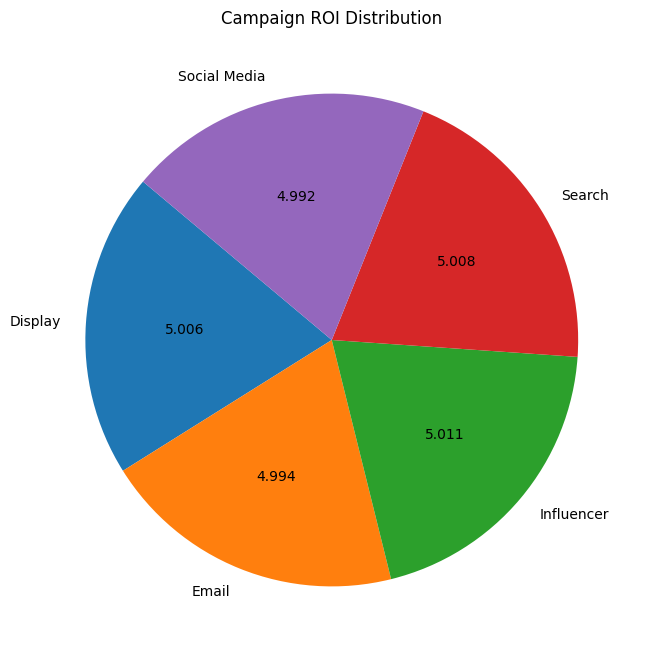 Campaign ROI Distribution
Social Media
4.992
Search
5.008
Display
5.006
5.011
Influencer
4.994
Email